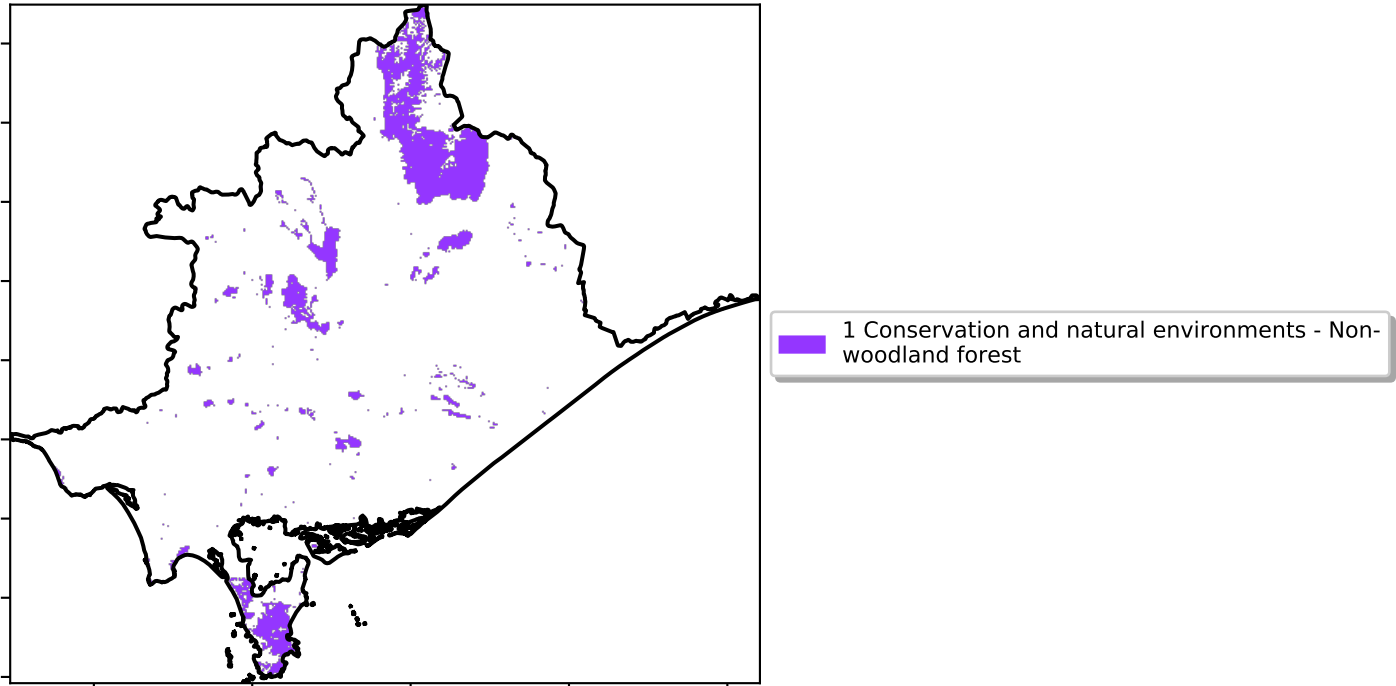 1 Conservation and natural environments - Non-
woodland forest